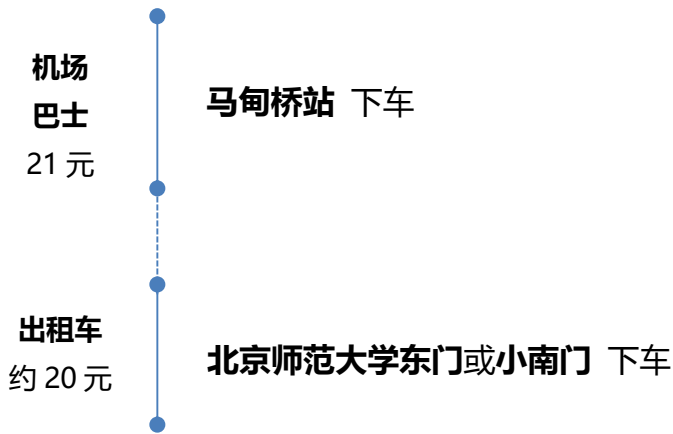 机场
巴士
21 元
马甸桥站 下车
出租车
约 20 元
北京师范大学东门或小南门 下车